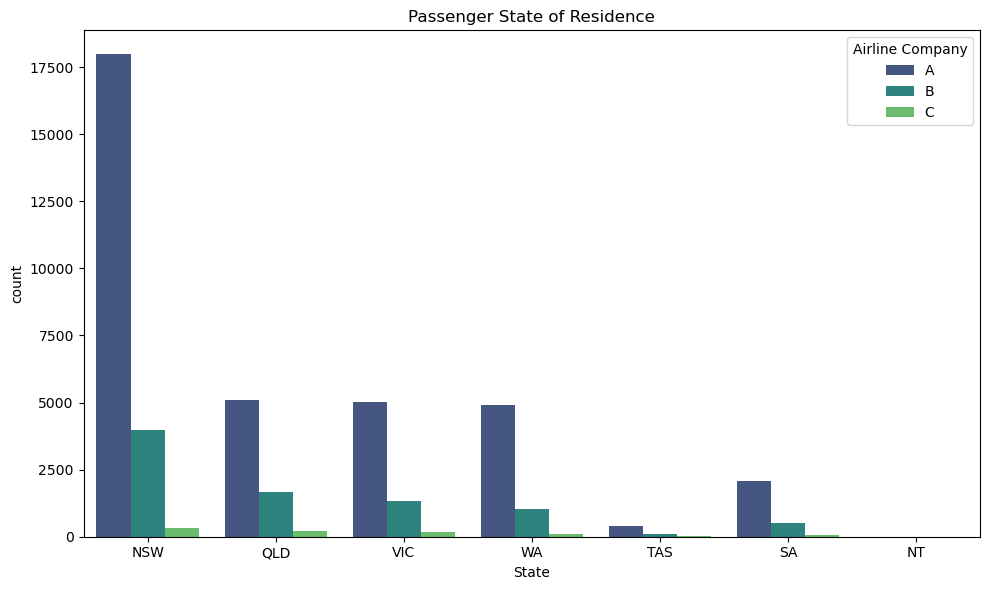 Passenger State of Residence
Airline Company
A
B
C
17500
15000
12500
10000
7500
5000
2500
0
count
NSW QLD VIC WA TAS SA NT
State